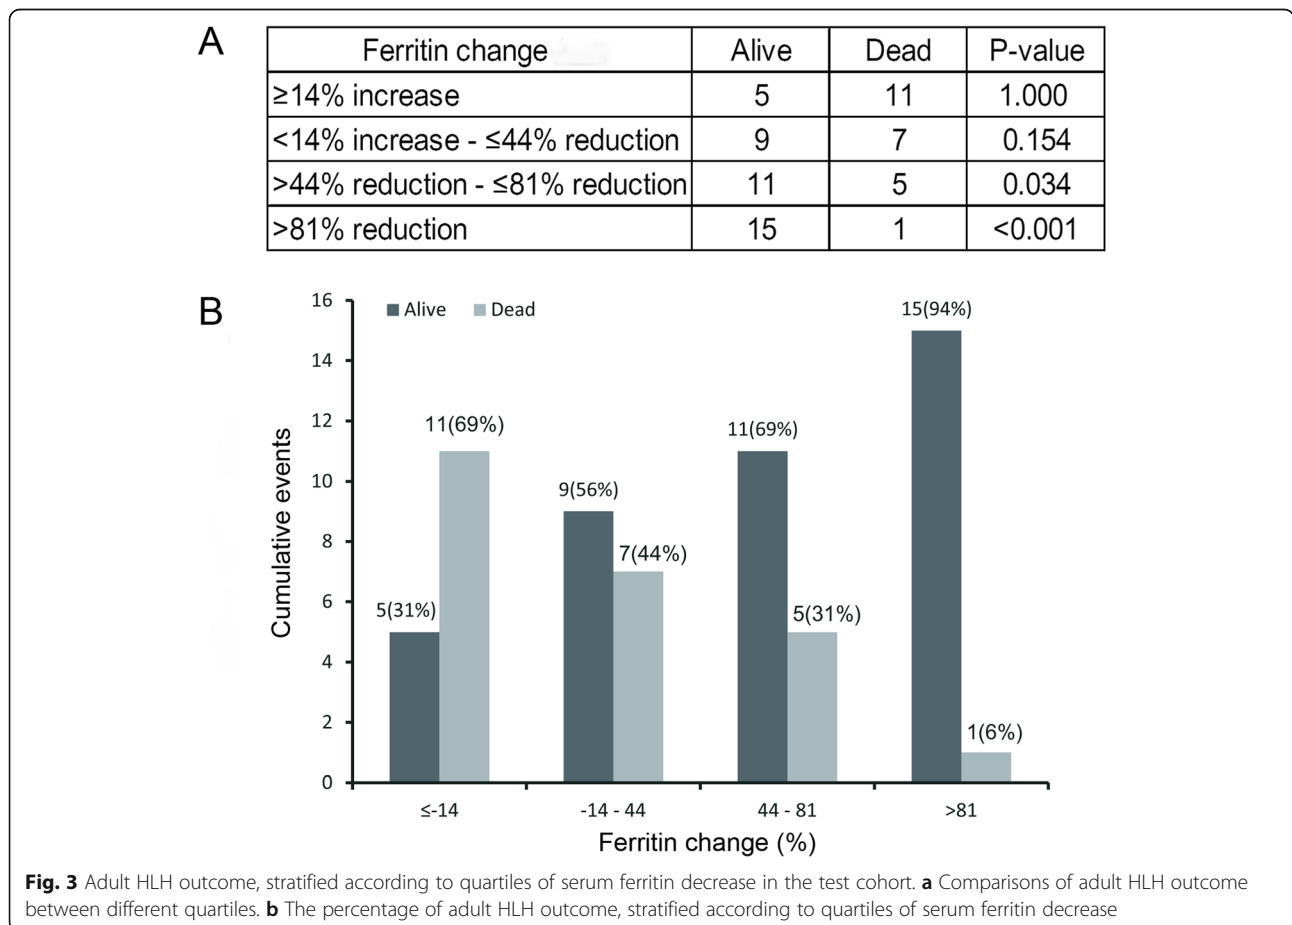 A
Ferritin change Alive Dead P-value
≥14% increase 5 11 1.000
<14% increase - ≤44% reduction 9 7 0.154
>44% reduction - ≤81% reduction 11 5 0.034
>81% reduction 15 1 <0.001
B
Alive Dead
16
14
12
10
8
6
4
2
0
Cumulative events
5(31%)
11(69%)
9(56%)
7(44%)
11(69%)
5(31%)
15(94%)
1(6%)
≤-14 -14 - 44 44 - 81 >81
Ferritin change (%)
Fig. 3 Adult HLH outcome, stratified according to quartiles of serum ferritin decrease in the test cohort. a Comparisons of adult HLH outcome
between different quartiles. b The percentage of adult HLH outcome, stratified according to quartiles of serum ferritin decrease